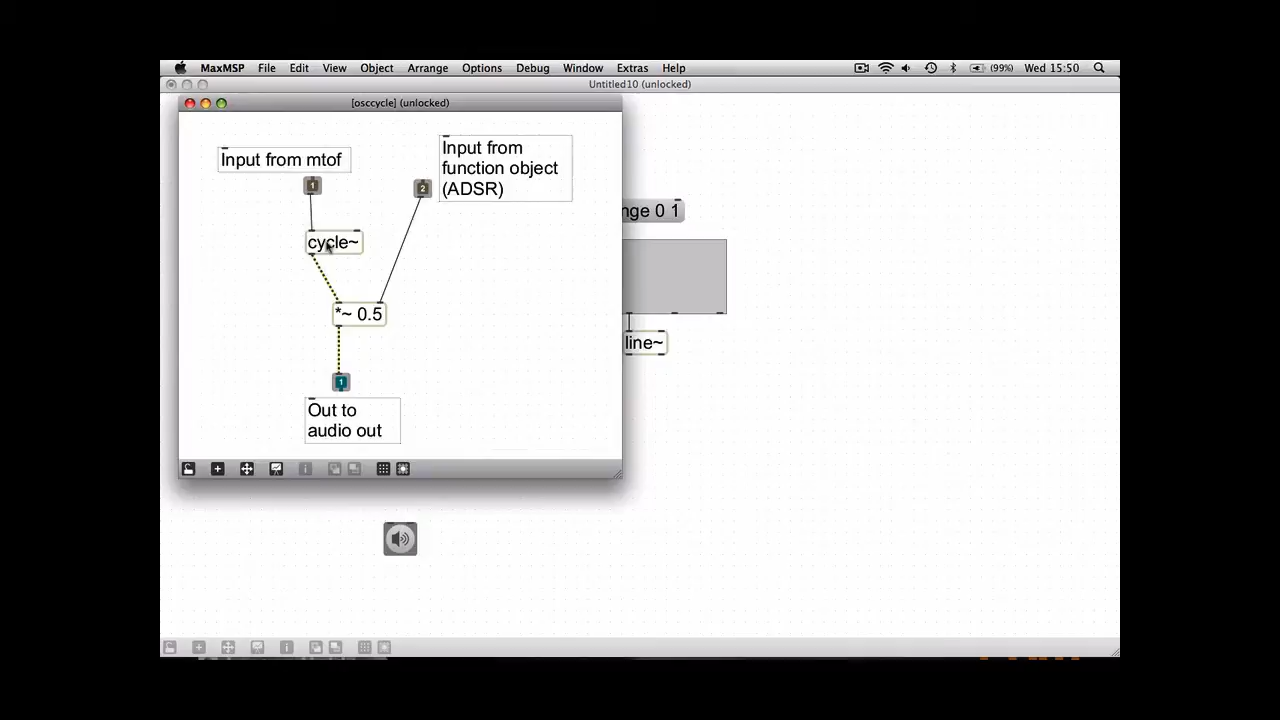 MaxMSP File Edit View Object Arrange Options Debug Window Extras Help (99%) Wed 15:50
Untitled10 (unlocked)
[osccycle] (unlocked)
Input from mtof
Input from
function object
(ADSR)
1
2
cycle~
*~ 0.5
1
Out to
audio out
nge 0 1
line~